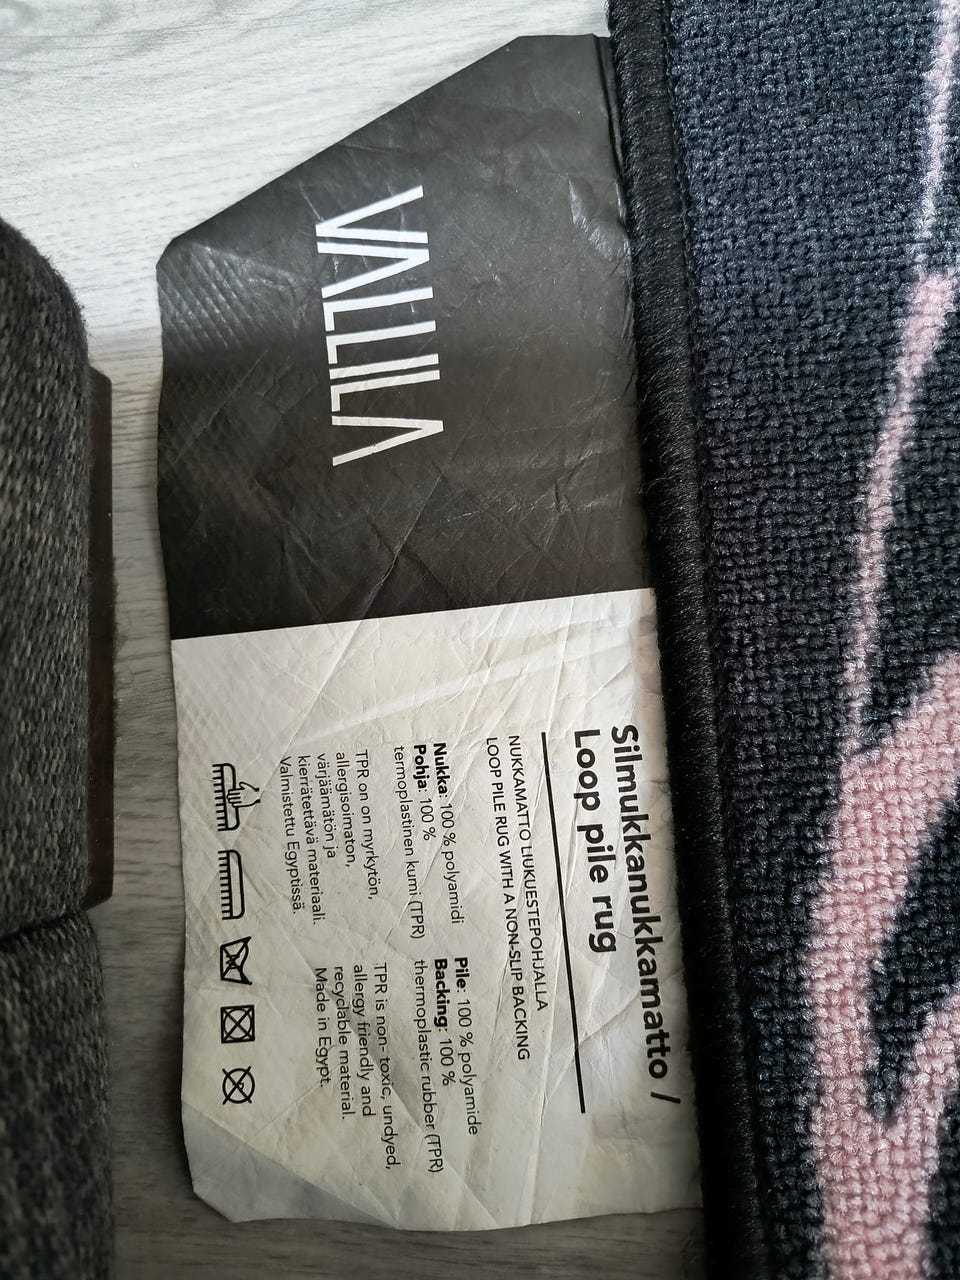 VALLILA
Silmukkanukkamatto /
Loop pile rug
NUKKAMATTO LIUKUESTEPOHJALLA
LOOP PILE RUG WITH A NON-SLIP BACKING
Nukka: 100 % polyamidi
Pohja: 100 %
termoplastinen kumi (TPR)
TPR on on myrkytön,
allergisoimaton,
värjäämätön ja
kierrätettävä materiaali.
Valmistettu Egyptissä.
Pile: 100 % polyamide
Backing: 100 %
thermoplastic rubber (TPR)
TPR is non- toxic, undyed,
allergy friendly and
recyclable material.
Made in Egypt.